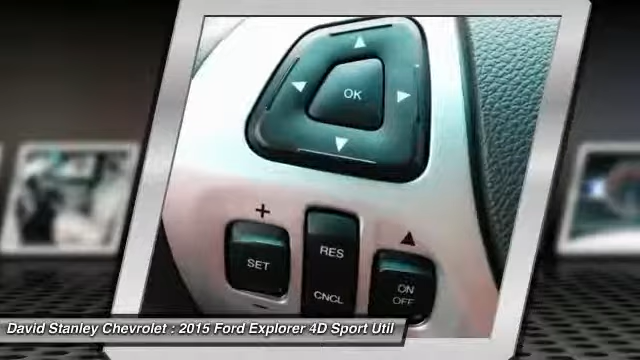 OK
+
SET
-
RES
CNCL
ON
OFF
David Stanley Chevrolet : 2015 Ford Explorer 4D Sport Util